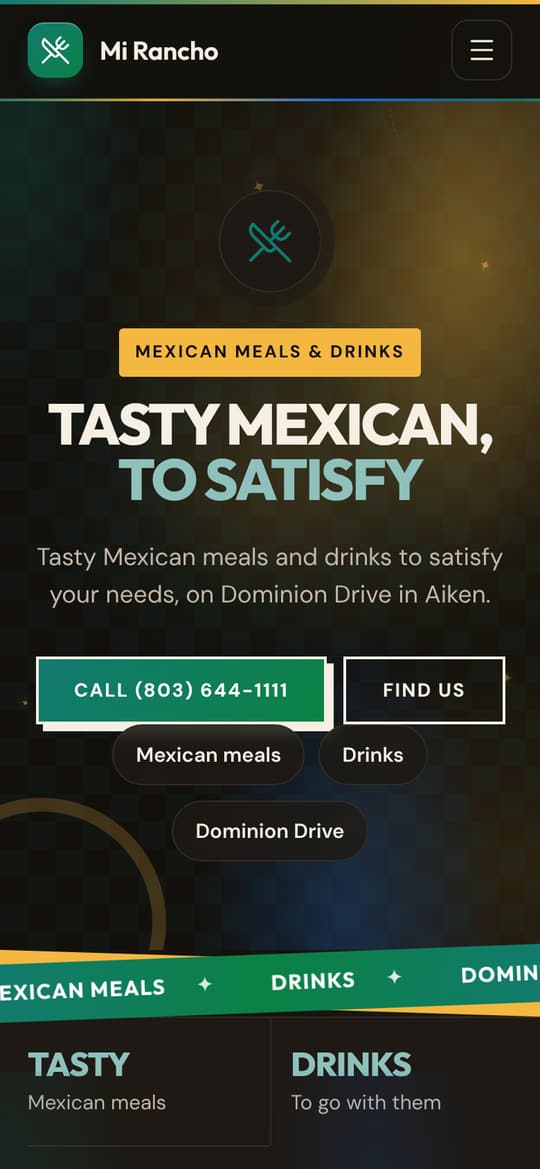 Mi Rancho
MEXICAN MEALS & DRINKS
TASTY MEXICAN,
TO SATISFY
Tasty Mexican meals and drinks to satisfy
your needs, on Dominion Drive in Aiken.
CALL (803) 644-1111
FIND US
Mexican meals
Drinks
Dominion Drive
EXICAN MEALS ✦ DRINKS ✦ DOMIN
TASTY
Mexican meals
DRINKS
To go with them